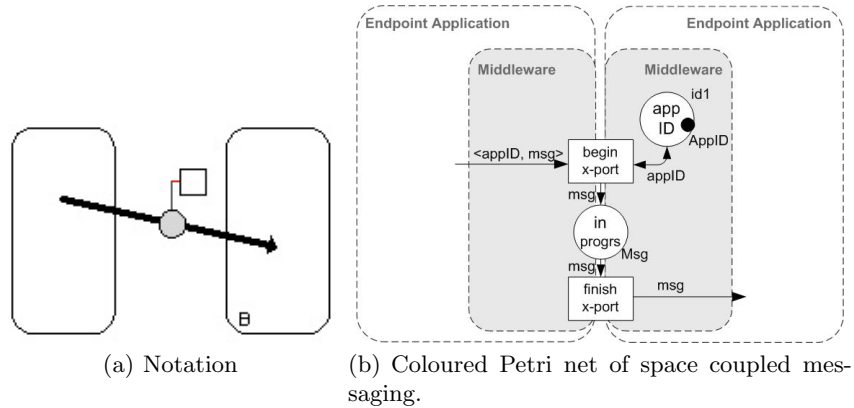 Endpoint Application
Endpoint Application
Middleware
Middleware
id1
app
ID
AppID
<appID, msg>
begin
x-port
appID
msg
in
progrs
Msg
msg
finish
x-port
msg
B
(a) Notation
(b) Coloured Petri net of space coupled mes-
saging.